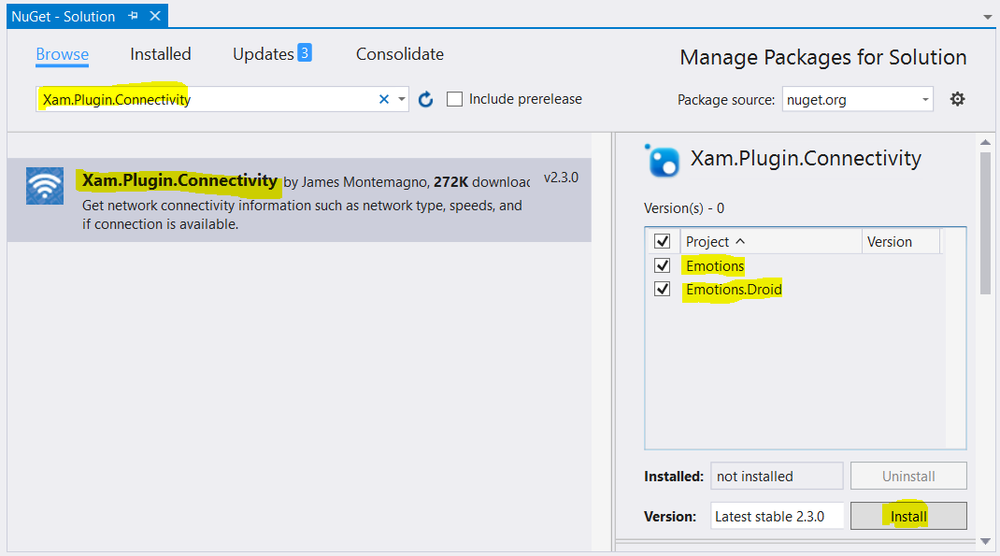 NuGet - Solution
Browse Installed Updates 3 Consolidate
Manage Packages for Solution
Xam.Plugin.Connectivity
Include prerelease
Package source: nuget.org
Xam.Plugin.Connectivity by James Montemagno, 272K downloac v2.3.0
Get network connectivity information such as network type, speeds, and
if connection is available.
Xam.Plugin.Connectivity
Version(s) - 0
Project Version
Emotions
Emotions.Droid
Installed: not installed Uninstall
Version: Latest stable 2.3.0 Install